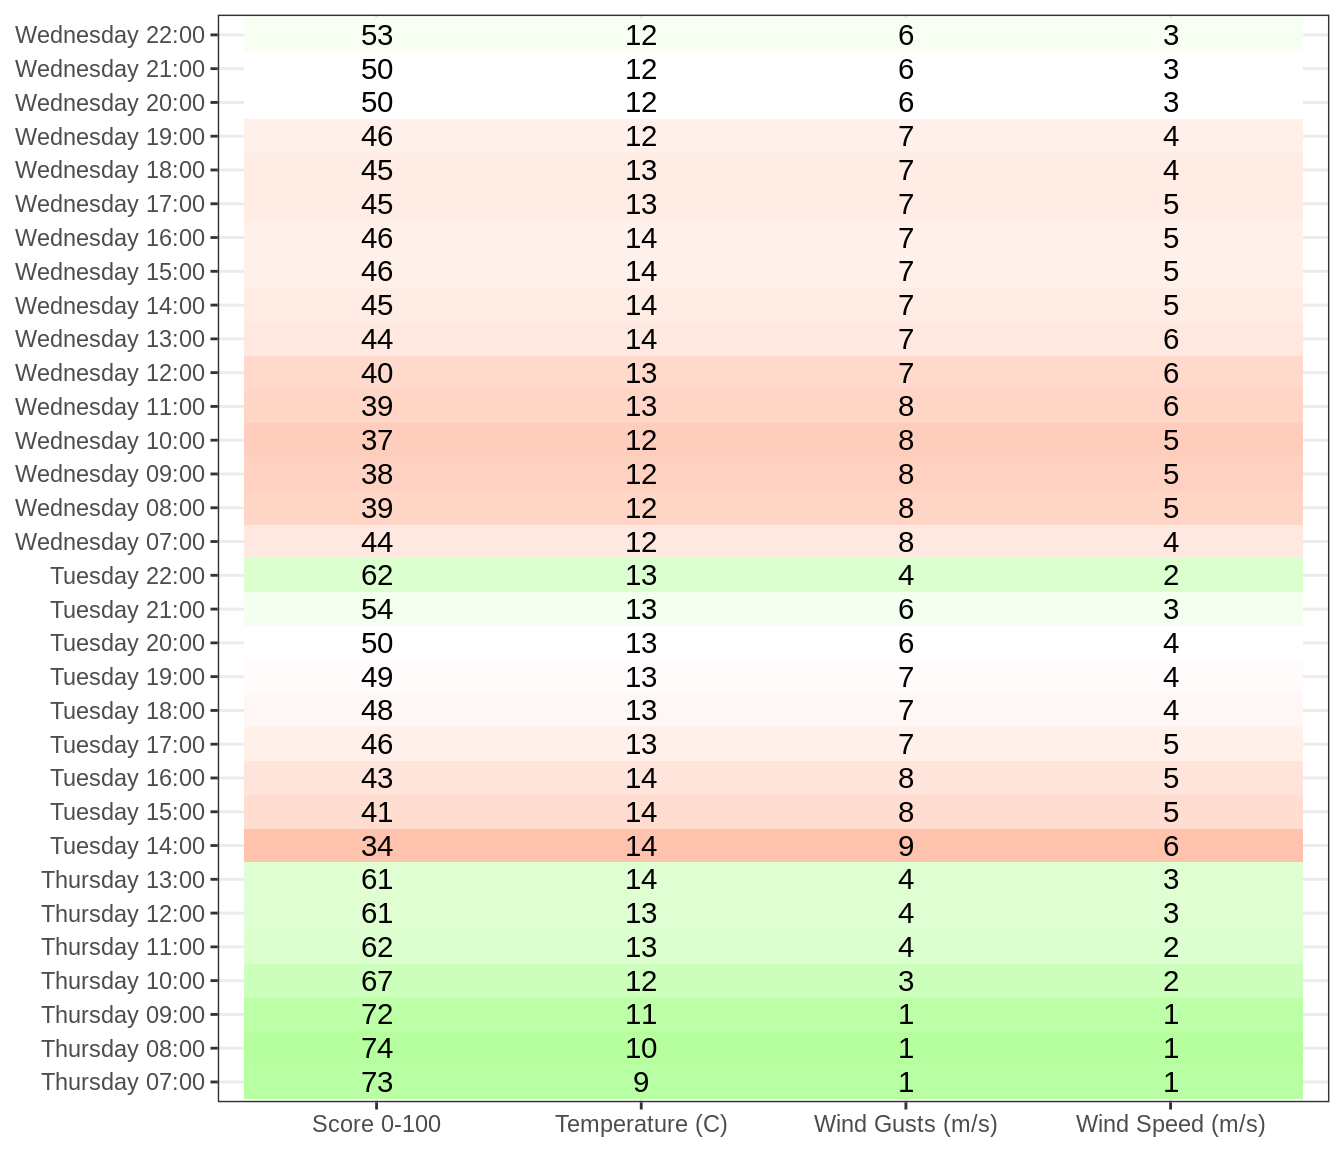 Wednesday 22:00 53 12 6 3
Wednesday 21:00 50 12 6 3
Wednesday 20:00 50 12 6 3
Wednesday 19:00 46 12 7 4
Wednesday 18:00 45 13 7 4
Wednesday 17:00 45 13 7 5
Wednesday 16:00 46 14 7 5
Wednesday 15:00 46 14 7 5
Wednesday 14:00 45 14 7 5
Wednesday 13:00 44 14 7 6
Wednesday 12:00 40 13 7 6
Wednesday 11:00 39 13 8 6
Wednesday 10:00 37 12 8 5
Wednesday 09:00 38 12 8 5
Wednesday 08:00 39 12 8 5
Wednesday 07:00 44 12 8 4
Tuesday 22:00 62 13 4 2
Tuesday 21:00 54 13 6 3
Tuesday 20:00 50 13 6 4
Tuesday 19:00 49 13 7 4
Tuesday 18:00 48 13 7 4
Tuesday 17:00 46 13 7 5
Tuesday 16:00 43 14 8 5
Tuesday 15:00 41 14 8 5
Tuesday 14:00 34 14 9 6
Thursday 13:00 61 14 4 3
Thursday 12:00 61 13 4 3
Thursday 11:00 62 13 4 2
Thursday 10:00 67 12 3 2
Thursday 09:00 72 11 1 1
Thursday 08:00 74 10 1 1
Thursday 07:00 73 9 1 1
Score 0-100 Temperature (C) Wind Gusts (m/s) Wind Speed (m/s)